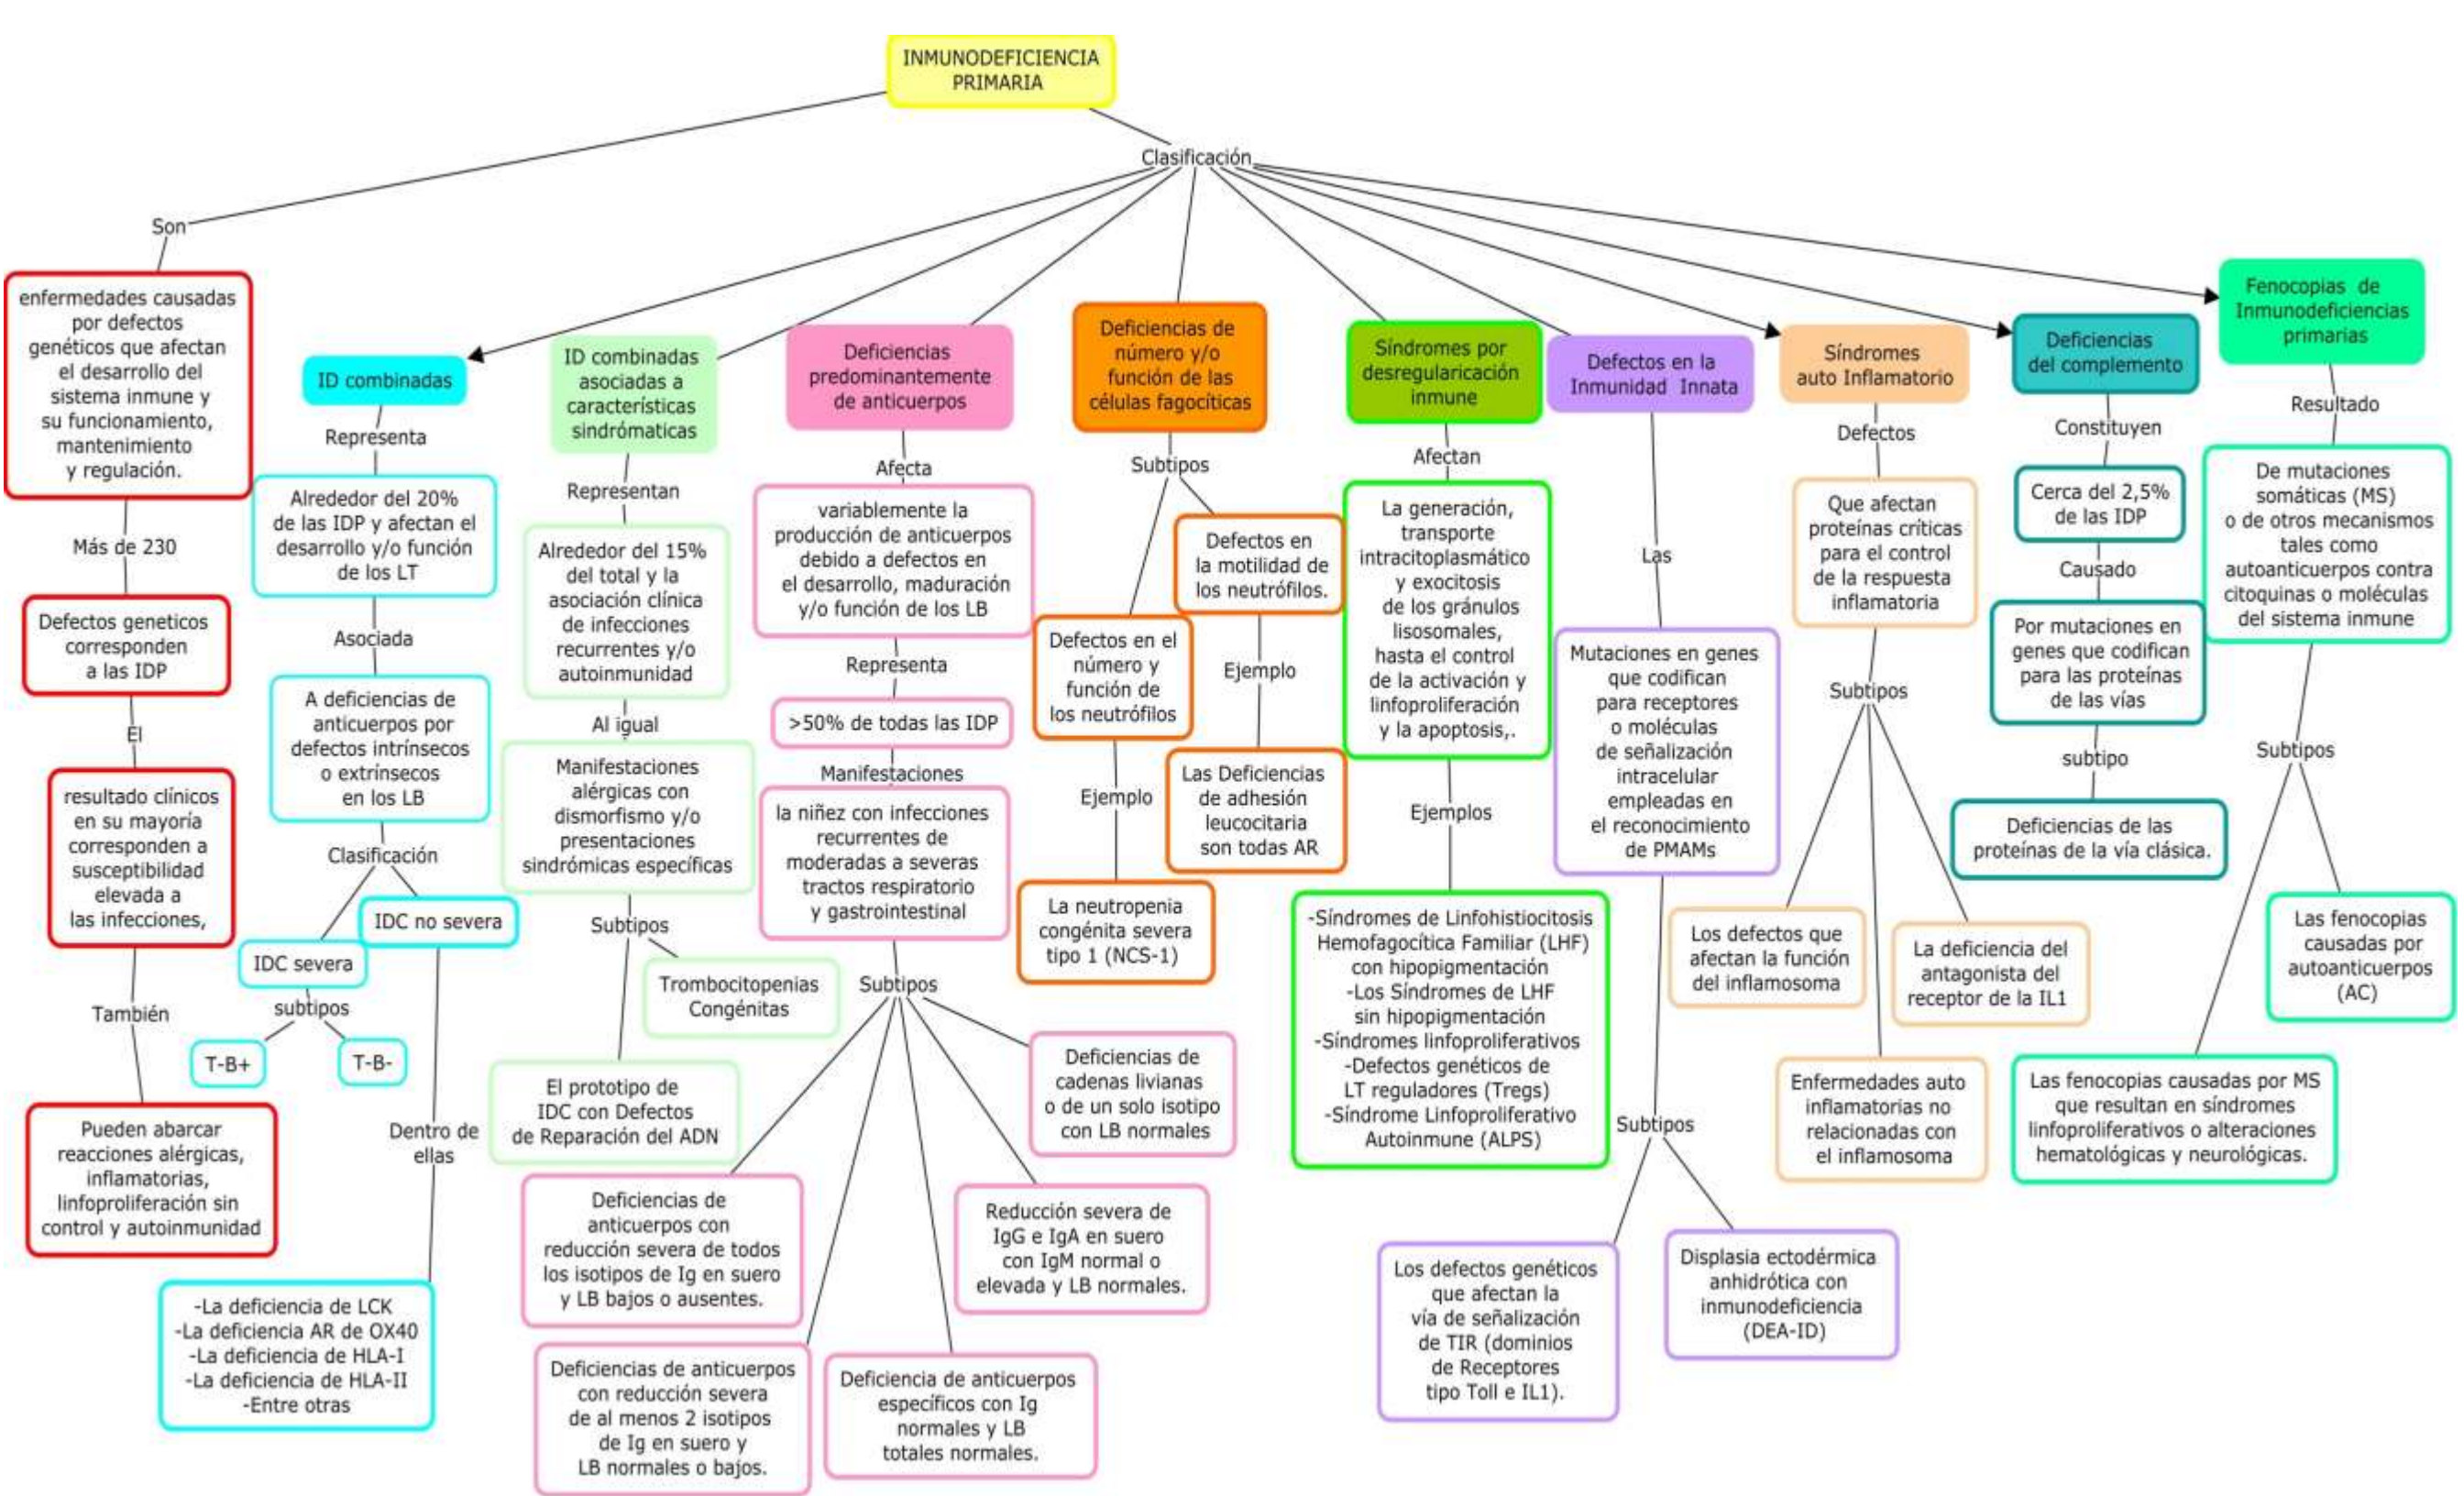 INMUNODEFICIENCIA
PRIMARIA
Clasificación
Son
enfermedades causadas
por defectos
genéticos que afectan
el desarrollo del
sistema inmune y
su funcionamiento,
mantenimiento
y regulación.
Más de 230
Defectos geneticos
corresponden
a las IDP
El
resultado clínicos
en su mayoría
corresponden a
susceptibilidad
elevada a
las infecciones,
También
Pueden abarcar
reacciones alérgicas,
inflamatorias,
linfoproliferación sin
control y autoinmunidad
ID combinadas
Representa
Alrededor del 20%
de las IDP y afectan el
desarrollo y/o función
de los LT
Asociada
A deficiencias de
anticuerpos por
defectos intrínsecos
o extrínsecos
en los LB
Clasificación
IDC no severa
IDC severa
subtipos
T-B+
T-B-
Dentro de
ellas
-La deficiencia de LCK
-La deficiencia AR de OX40
-La deficiencia de HLA-I
-La deficiencia de HLA-II
-Entre otras
ID combinadas
asociadas a
características
sindrómaticas
Representan
Alrededor del 15%
del total y la
asociación clínica
de infecciones
recurrentes y/o
autoinmunidad
Al igual
Manifestaciones
alérgicas con
dismorfismo y/o
presentaciones
sindrómicas específicas
Subtipos
Trombocitopenias
Congénitas
El prototipo de
IDC con Defectos
de Reparación del ADN
Deficiencias
predominantemente
de anticuerpos
Afecta
variablemente la
producción de anticuerpos
debido a defectos en
el desarrollo, maduración
y/o función de los LB
Representa
>50% de todas las IDP
Manifestaciones
la niñez con infecciones
recurrentes de
moderadas a severas
tractos respiratorio
y gastrointestinal
Subtipos
Deficiencias de
cadenas livianas
o de un solo isotipo
con LB normales
Deficiencias de
anticuerpos con
reducción severa de todos
los isotipos de Ig en suero
y LB bajos o ausentes.
Reducción severa de
IgG e IgA en suero
con IgM normal o
elevada y LB normales.
Deficiencias de anticuerpos
con reducción severa
de al menos 2 isotipos
de Ig en suero y
LB normales o bajos.
Deficiencia de anticuerpos
específicos con Ig
normales y LB
totales normales.
Deficiencias de
número y/o
función de las
células fagocíticas
Subtipos
Defectos en
la motilidad de
los neutrófilos.
Defectos en el
número y
función de
los neutrófilos
Ejemplo
Las Deficiencias
de adhesión
leucocitaria
son todas AR
Ejemplo
La neutropenia
congénita severa
tipo 1 (NCS-1)
Síndromes por
desregularicación
inmune
Afectan
La generación,
transporte
intracitoplasmático
y exocitosis
de los gránulos
lisosomales,
hasta el control
de la activación y
linfoproliferación
y la apoptosis,.
Ejemplos
-Síndromes de Linfohistiocitosis
Hemofagocítica Familiar (LHF)
con hipopigmentación
-Los Síndromes de LHF
sin hipopigmentación
-Síndromes linfoproliferativos
-Defectos genéticos de
LT reguladores (Tregs)
-Síndrome Linfoproliferativo
Autoinmune (ALPS)
Defectos en la
Inmunidad Innata
Las
Mutaciones en genes
que codifican
para receptores
o moléculas
de señalización
intracelular
empleadas en
el reconocimiento
de PMAMs
Subtipos
Los defectos genéticos
que afectan la
vía de señalización
de TIR (dominios
de Receptores
tipo Toll e IL1).
Displasia ectodérmica
anhidrótica con
inmunodeficiencia
(DEA-ID)
Síndromes
auto Inflamatorio
Defectos
Que afectan
proteínas críticas
para el control
de la respuesta
inflamatoria
Subtipos
Los defectos que
afectan la función
del inflamosoma
La deficiencia del
antagonista del
receptor de la IL1
Enfermedades auto
inflamatorias no
relacionadas con
el inflamosoma
Deficiencias
del complemento
Constituyen
Cerca del 2,5%
de las IDP
Causado
Por mutaciones en
genes que codifican
para las proteínas
de las vías
subtipo
Deficiencias de las
proteínas de la vía clásica.
Fenocopias de
Inmunodeficiencias
primarias
Resultado
De mutaciones
somáticas (MS)
o de otros mecanismos
tales como
autoanticuerpos contra
citoquinas o moléculas
del sistema inmune
Subtipos
Las fenocopias
causadas por
autoanticuerpos
(AC)
Las fenocopias causadas por MS
que resultan en síndromes
linfoproliferativos o alteraciones
hematológicas y neurológicas.